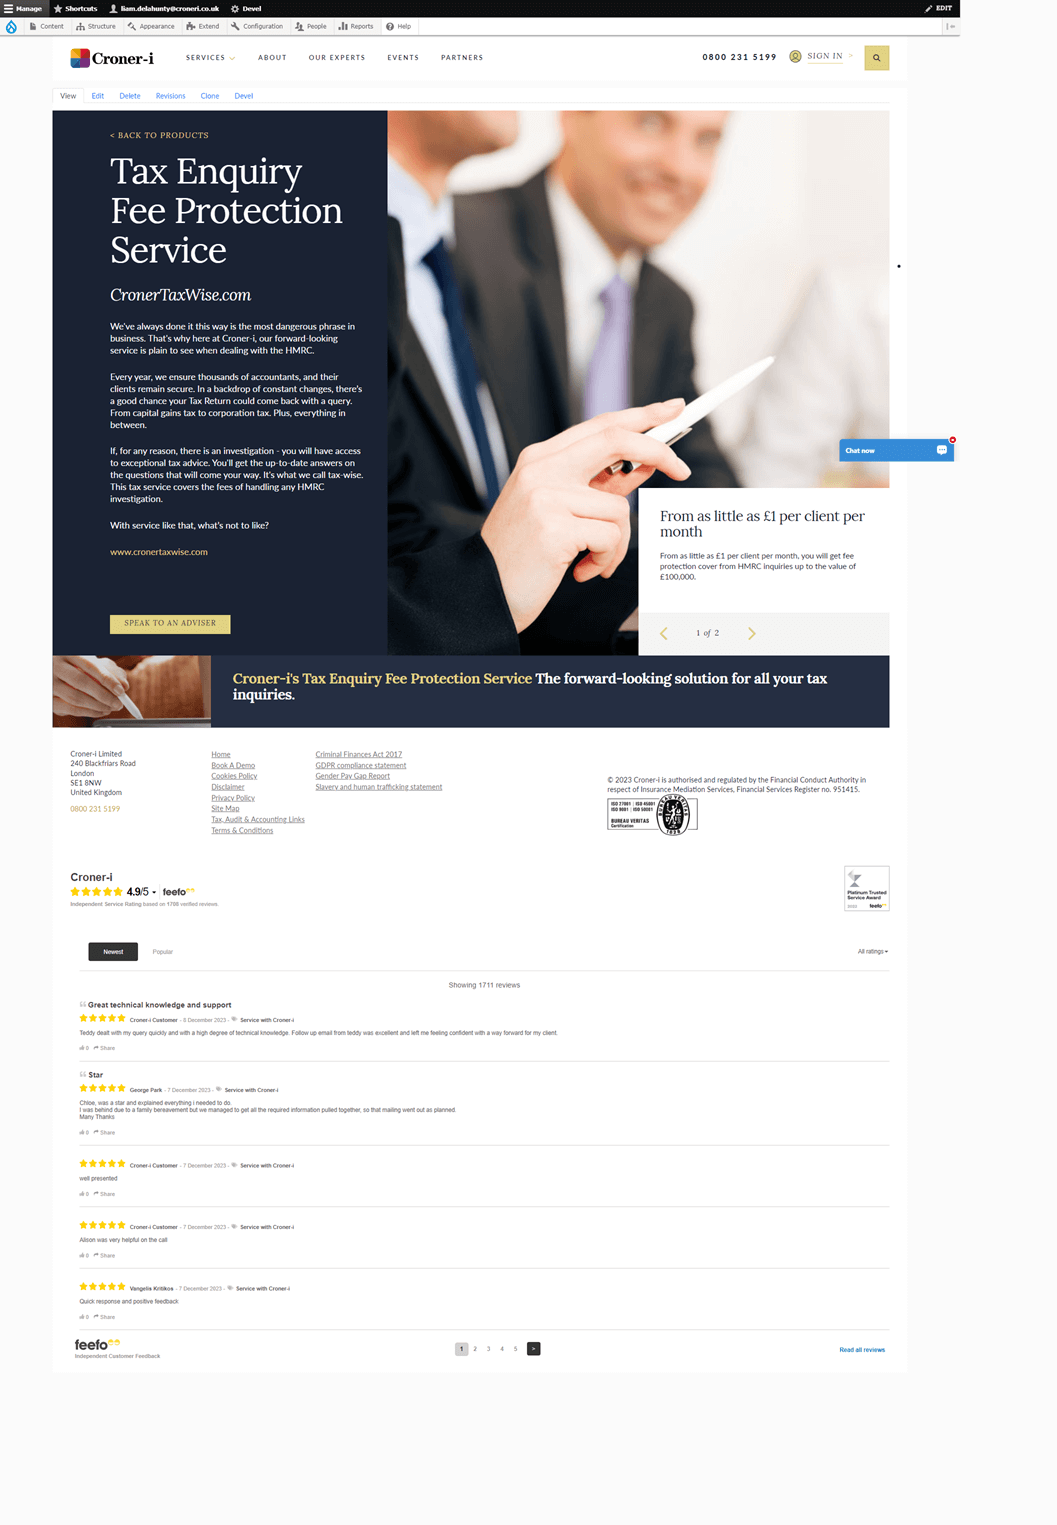 Manage Shortcuts liam.delahunty@croneri.co.uk Devel EDIT
Content Structure Appearance Extend Configuration People Reports Help
Croner-i SERVICES ABOUT OUR EXPERTS EVENTS PARTNERS 0800 231 5199 SIGN IN >
View Edit Delete Revisions Clone Devel
< BACK TO PRODUCTS
Tax Enquiry
Fee Protection
Service
CronerTaxWise.com
We've always done it this way is the most dangerous phrase in
business. That's why here at Croner-i, our forward-looking
service is plain to see when dealing with the HMRC.
Every year, we ensure thousands of accountants, and their
clients remain secure. In a backdrop of constant changes, there's
a good chance your Tax Return could come back with a query.
From capital gains tax to corporation tax. Plus, everything in
between.
If, for any reason, there is an investigation - you will have access
to exceptional tax advice. You'll get the up-to-date answers on
the questions that will come your way. It's what we call tax-wise.
This tax service covers the fees of handling any HMRC
investigation.
With service like that, what's not to like?
www.cronertaxwise.com
SPEAK TO AN ADVISER
Chat now
From as little as £1 per client per
month
From as little as £1 per client per month, you will get fee
protection cover from HMRC inquiries up to the value of
£100,000.
1 of 2
Croner-i's Tax Enquiry Fee Protection Service The forward-looking solution for all your tax
inquiries.
Croner-i Limited
240 Blackfriars Road
London
SE1 8NW
United Kingdom
0800 231 5199
Home
Book A Demo
Cookies Policy
Disclaimer
Privacy Policy
Site Map
Tax, Audit & Accounting Links
Terms & Conditions
Criminal Finances Act 2017
GDPR compliance statement
Gender Pay Gap Report
Slavery and human trafficking statement
© 2023 Croner-i is authorised and regulated by the Financial Conduct Authority in
respect of Insurance Mediation Services, Financial Services Register no. 951415.
ISO 27001 | ISO 45001
ISO 9001 | ISO 50001
BUREAU VERITAS
Certification
BUREAU VERITAS
1828
Croner-i
4.9/5 feefo
Independent Service Rating based on 1788 verified reviews.
Platinum Trusted
Service Award
2023 feefo
Newest Popular All ratings
Showing 1711 reviews
Great technical knowledge and support
Croner-i Customer - 8 December 2023 - Service with Croner-i
Teddy dealt with my query quickly and with a high degree of technical knowledge. Follow up email from teddy was excellent and left me feeling confident with a way forward for my client.
0 Share
Star
George Park - 7 December 2023 - Service with Croner-i
Chloe, was a star and explained everything i needed to do.
I was behind due to a family bereavement but we managed to get all the required information pulled together, so that mailing went out as planned.
Many Thanks
0 Share
Croner-i Customer - 7 December 2023 - Service with Croner-i
well presented
0 Share
Croner-i Customer - 7 December 2023 - Service with Croner-i
Alison was very helpful on the call
0 Share
Vangelis Kritikos - 7 December 2023 - Service with Croner-i
Quick response and positive feedback
0 Share
feefo
Independent Customer Feedback
1 2 3 4 5 >
Read all reviews